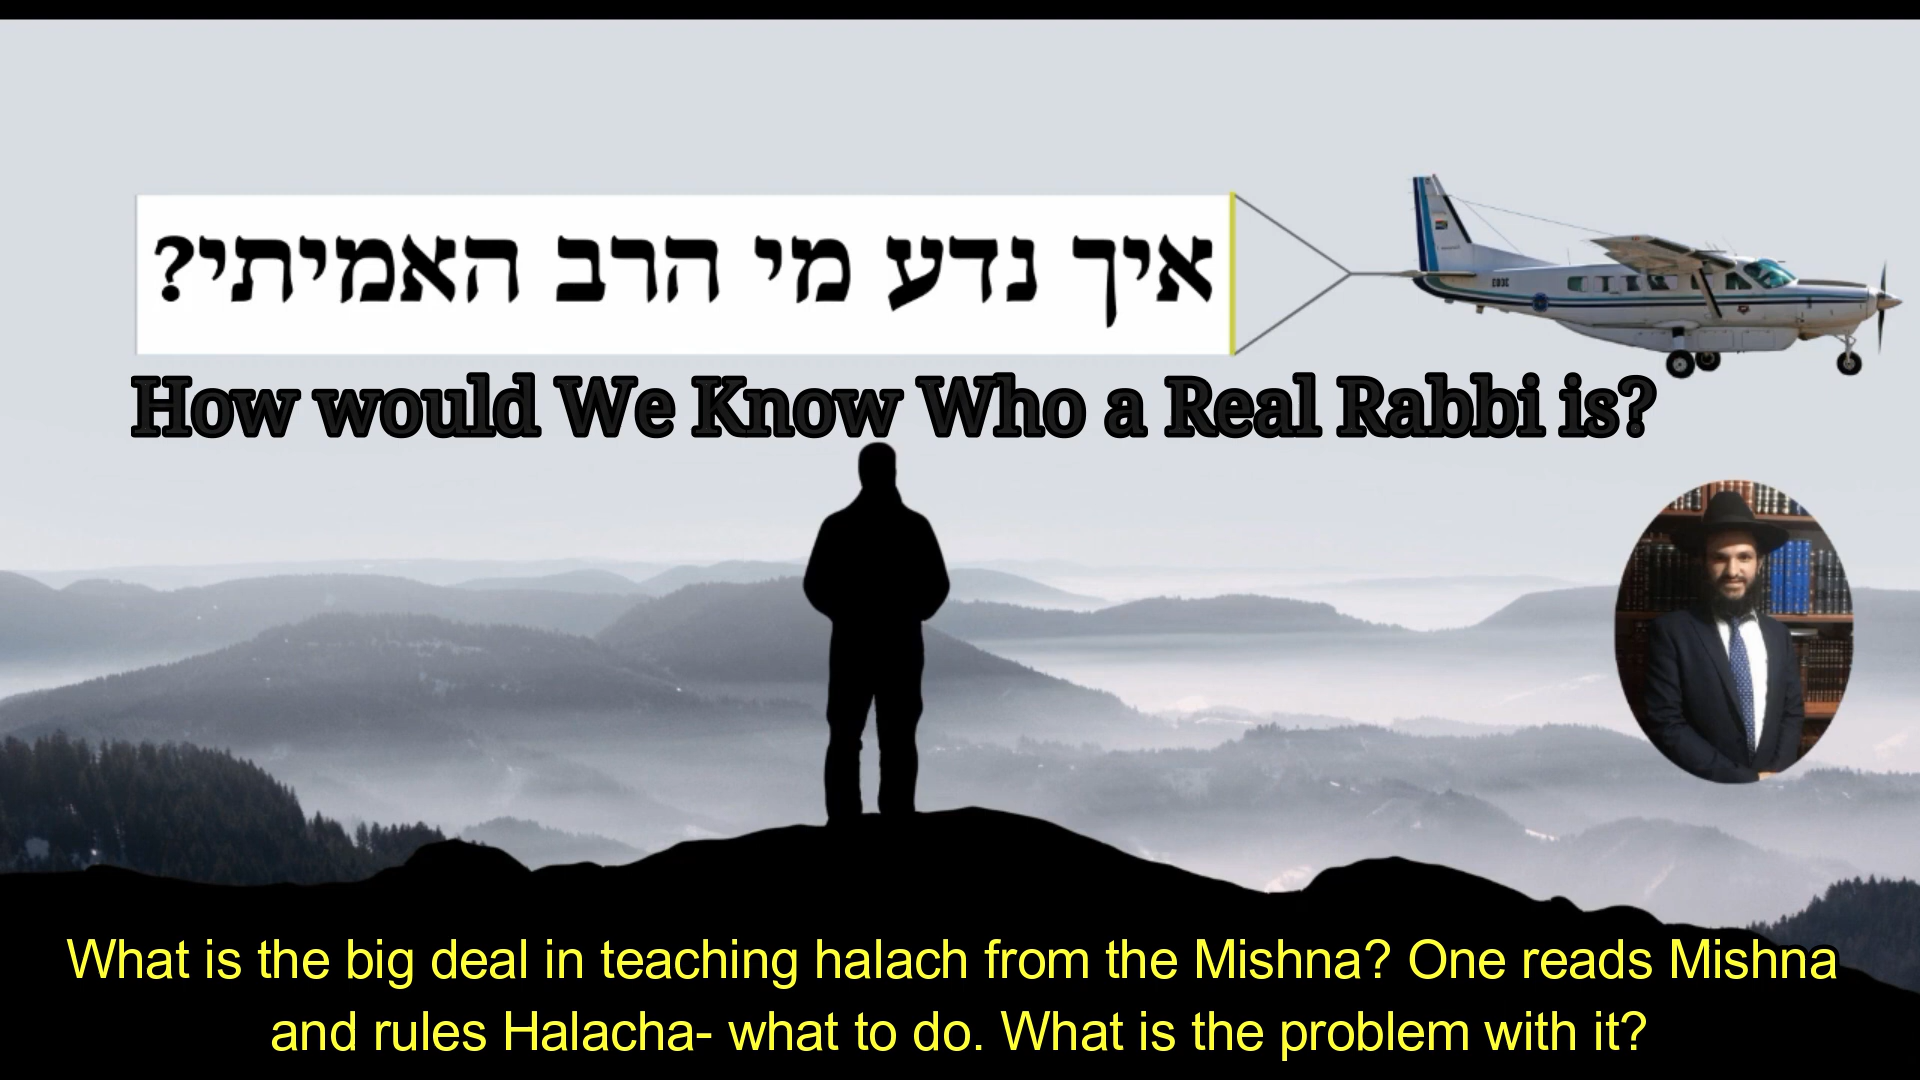 איך נדע מי הרב האמיתי?
How would We Know Who a Real Rabbi is?
What is the big deal in teaching halach from the Mishna? One reads Mishna
and rules Halacha- what to do. What is the problem with it?